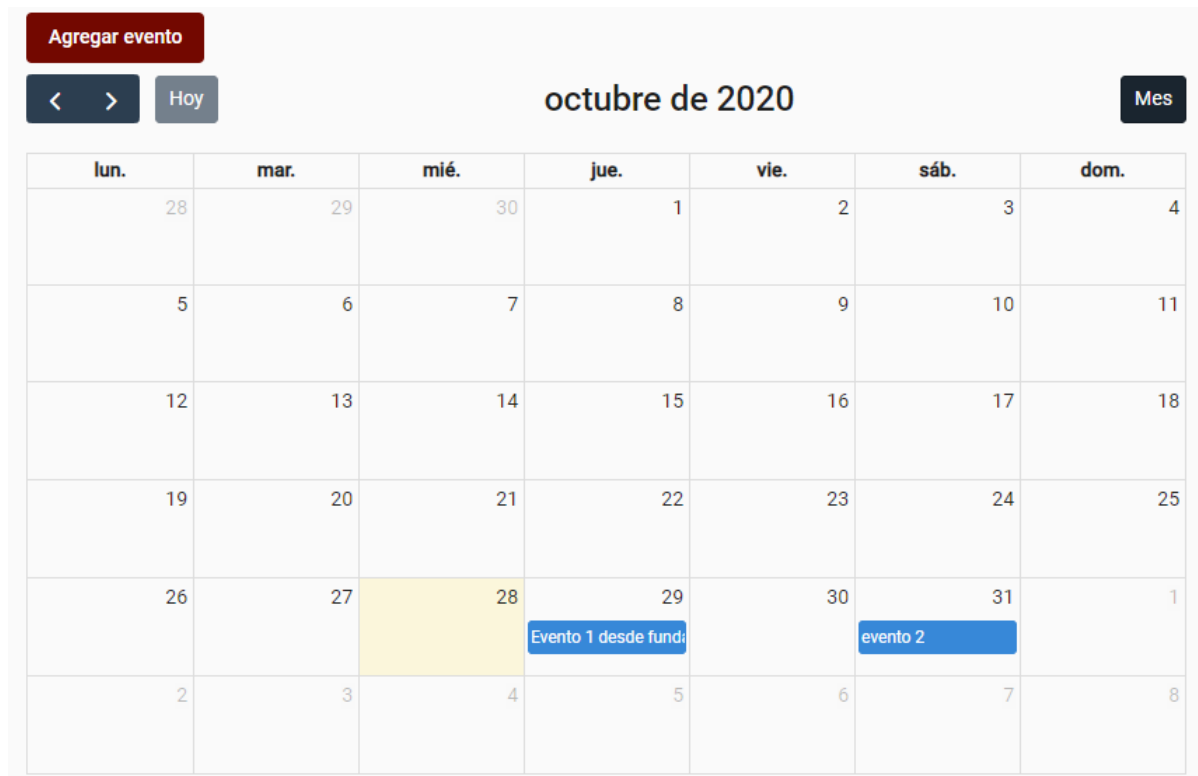 Agregar evento
Hoy octubre de 2020 Mes
lun. mar. mié. jue. vie. sáb. dom.
28 29 30 1 2 3 4
5 6 7 8 9 10 11
12 13 14 15 16 17 18
19 20 21 22 23 24 25
26 27 28 29 30 31 1
Evento 1 desde evento 2
2 3 4 5 6 7 8